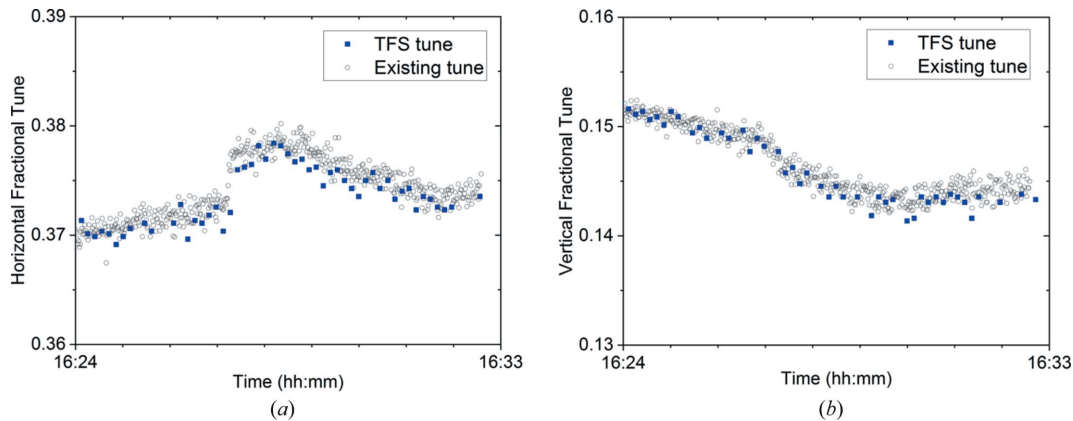 0.39
TFS tune
Existing tune
0.38
0.37
0.36
Horizontal Fractional Tune
16:24
16:33
Time (hh:mm)
(a)
0.16
TFS tune
Existing tune
0.15
0.14
0.13
Vertical Fractional Tune
16:24
16:33
Time (hh:mm)
(b)